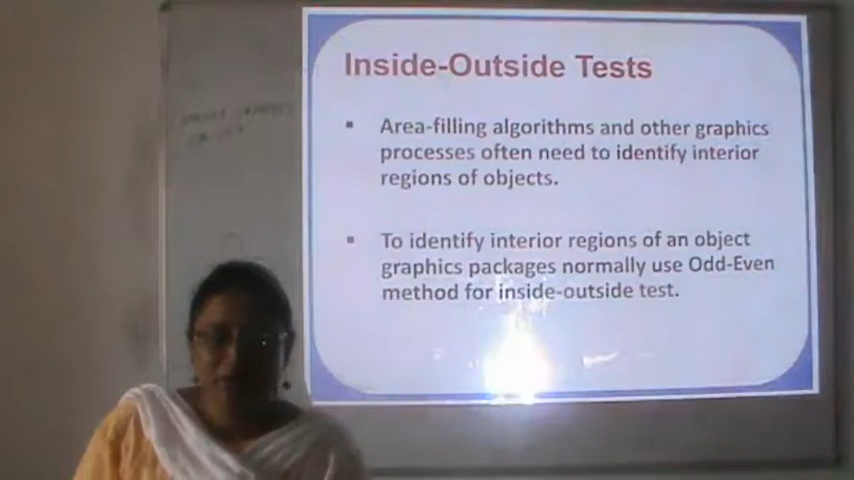 Inside-Outside Tests
▪ Area-filling algorithms and other graphics
processes often need to identify interior
regions of objects.
▪ To identify interior regions of an object
graphics packages normally use Odd-Even
method for inside-outside test.